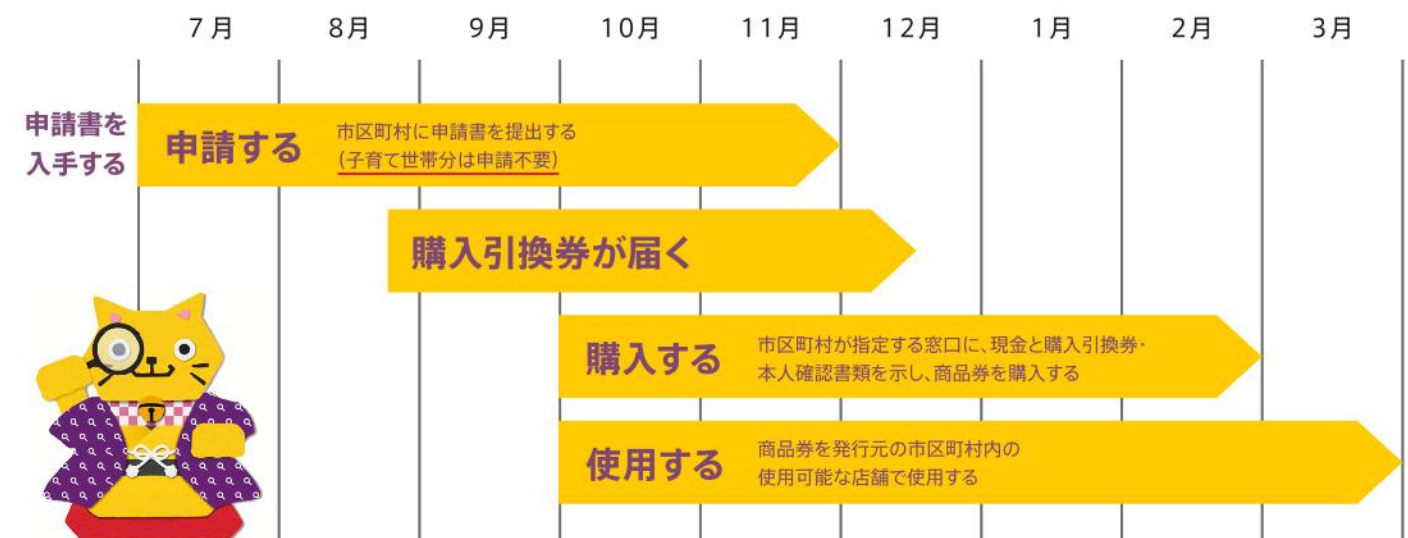 7月 8月 9月 10月 11月 12月 1月 2月 3月
申請書を
入手する
申請する
市区町村に申請書を提出する
(子育て世帯分は申請不要)
購入引換券が届く
購入する
市区町村が指定する窓口に、現金と購入引換券・
本人確認書類を示し、商品券を購入する
使用する
商品券を発行元の市区町村内の
使用可能な店舗で使用する